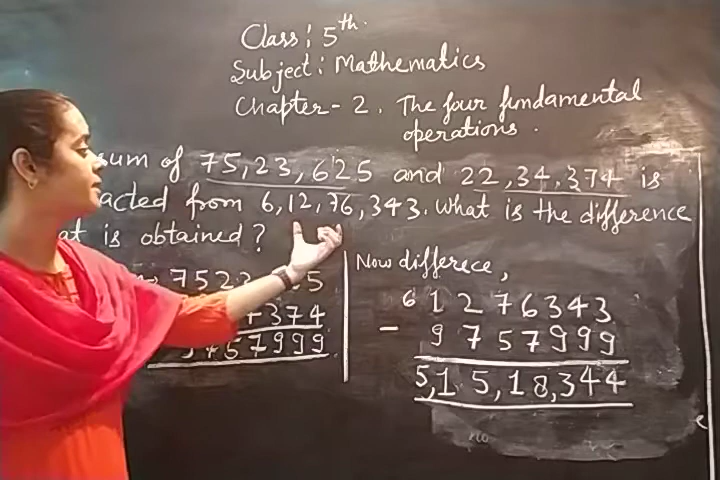 Class: 5th.
Subject: Mathematics
Chapter - 2. The four fundamental
operations.
sum of 75,23,625 and 22,34,374 is
acted from 6,12,76,343. What is the difference
at is obtained?
7523 5
Now differece,
374
9757999
6 1 2 7 6 3 4 3
- 9 7 5 7 9 9 9
5,1 5,1 8,3 4 4